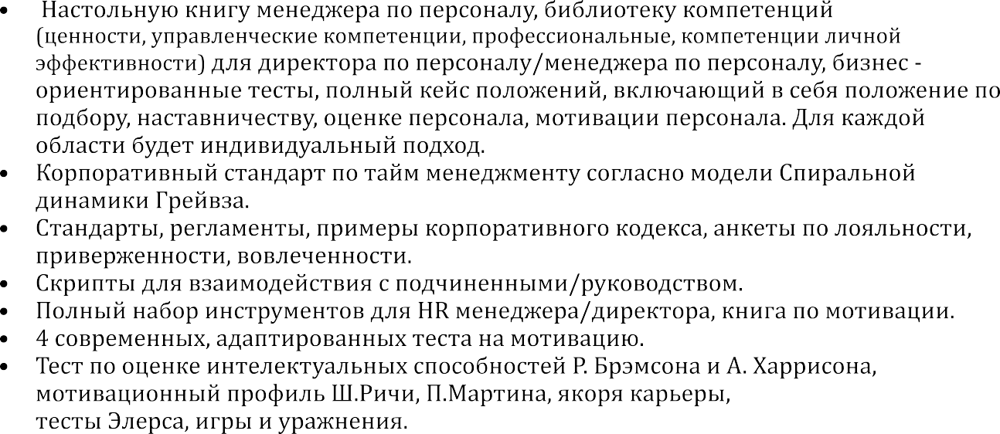 • Настольную книгу менеджера по персоналу, библиотеку компетенций
(ценности, управленческие компетенции, профессиональные, компетенции личной
эффективности) для директора по персоналу/менеджера по персоналу, бизнес -
ориентированные тесты, полный кейс положений, включающий в себя положение по
подбору, наставничеству, оценке персонала, мотивации персонала. Для каждой
области будет индивидуальный подход.
• Корпоративный стандарт по тайм менеджменту согласно модели Спиральной
динамики Грейвза.
• Стандарты, регламенты, примеры корпоративного кодекса, анкеты по лояльности,
приверженности, вовлеченности.
• Скрипты для взаимодействия с подчиненными/руководством.
• Полный набор инструментов для HR менеджера/директора, книга по мотивации.
• 4 современных, адаптированных теста на мотивацию.
• Тест по оценке интелектуальных способностей Р. Брэмсона и А. Харрисона,
мотивационный профиль Ш.Ричи, П.Мартина, якоря карьеры,
тесты Элерса, игры и уражнения.